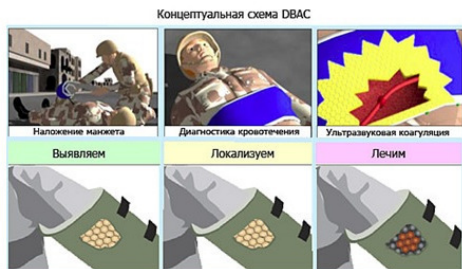 Концептуальная схема DBAC
Наложение манжета
Диагностика кровотечения
Ультразвуковая коагуляция
Выявляем
Локализуем
Лечим